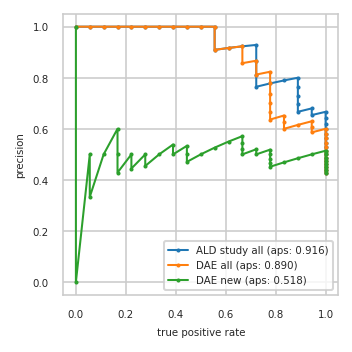 1.0
0.8
0.6
0.4
0.2
0.0
precision
ALD study all (aps: 0.916)
DAE all (aps: 0.890)
DAE new (aps: 0.518)
0.0 0.2 0.4 0.6 0.8 1.0
true positive rate